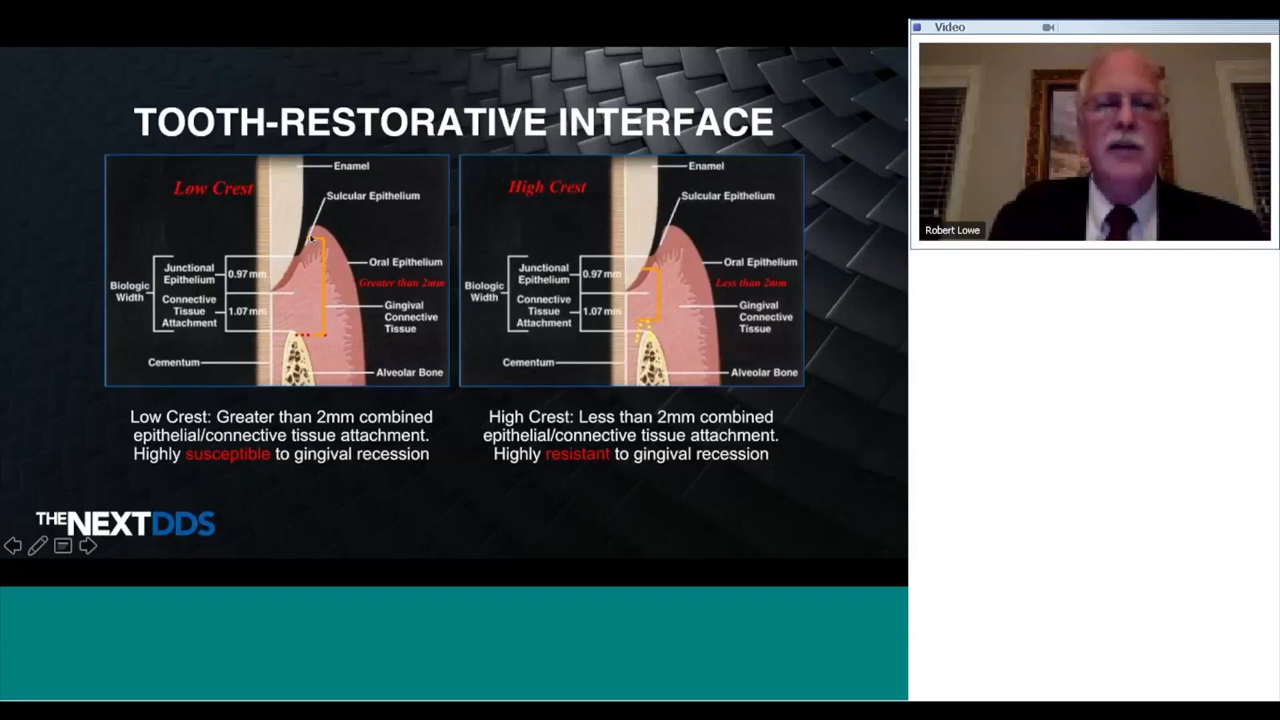 Video
TOOTH-RESTORATIVE INTERFACE
Low Crest
Enamel
Sulcular Epithelium
Oral Epithelium
Greater than 2mm
Biologic
Width
Junctional
Epithelium
0.97 mm
Connective
Tissue
Attachment
1.07 mm
Gingival
Connective
Tissue
Cementum
Alveolar Bone
High Crest
Enamel
Sulcular Epithelium
Oral Epithelium
Less than 2mm
Biologic
Width
Junctional
Epithelium
0.97 mm
Connective
Tissue
Attachment
1.07 mm
Gingival
Connective
Tissue
Cementum
Alveolar Bone
Low Crest: Greater than 2mm combined
epithelial/connective tissue attachment.
Highly susceptible to gingival recession
High Crest: Less than 2mm combined
epithelial/connective tissue attachment.
Highly resistant to gingival recession
THENEXTDDS
Robert Lowe